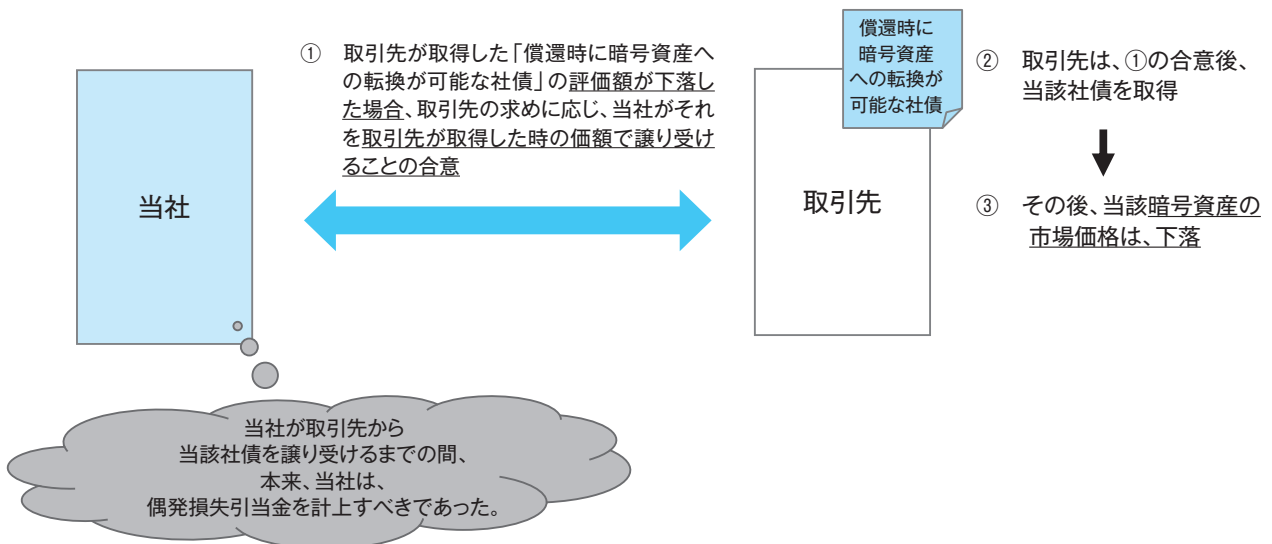 当社
① 取引先が取得した「償還時に暗号資産へ
の転換が可能な社債」の評価額が下落し
た場合、取引先の求めに応じ、当社がそれ
を取引先が取得した時の価額で譲り受け
ることの合意
償還時に
暗号資産
への転換が
可能な社債
取引先
② 取引先は、①の合意後、
当該社債を取得
③ その後、当該暗号資産の
市場価格は、下落
当社が取引先から
当該社債を譲り受けるまでの間、
本来、当社は、
偶発損失引当金を計上すべきであった。